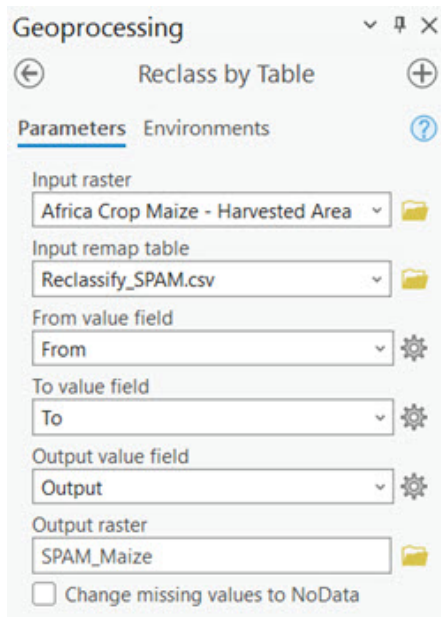 Geoprocessing
Reclass by Table
Parameters Environments
Input raster
Africa Crop Maize - Harvested Area
Input remap table
Reclassify_SPAM.csv
From value field
From
To value field
To
Output value field
Output
Output raster
SPAM_Maize
Change missing values to NoData